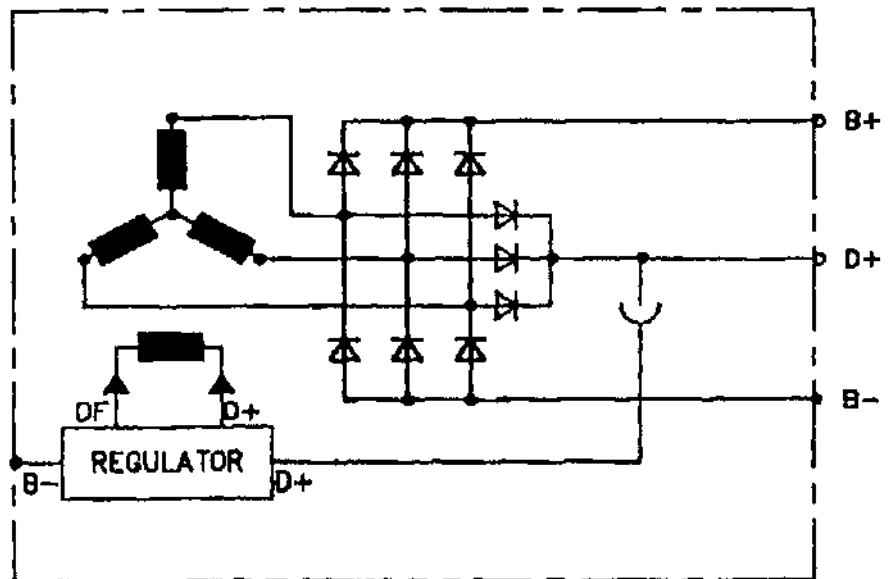 B+
D+
B-
DF D+
REGULATOR
B-
D+